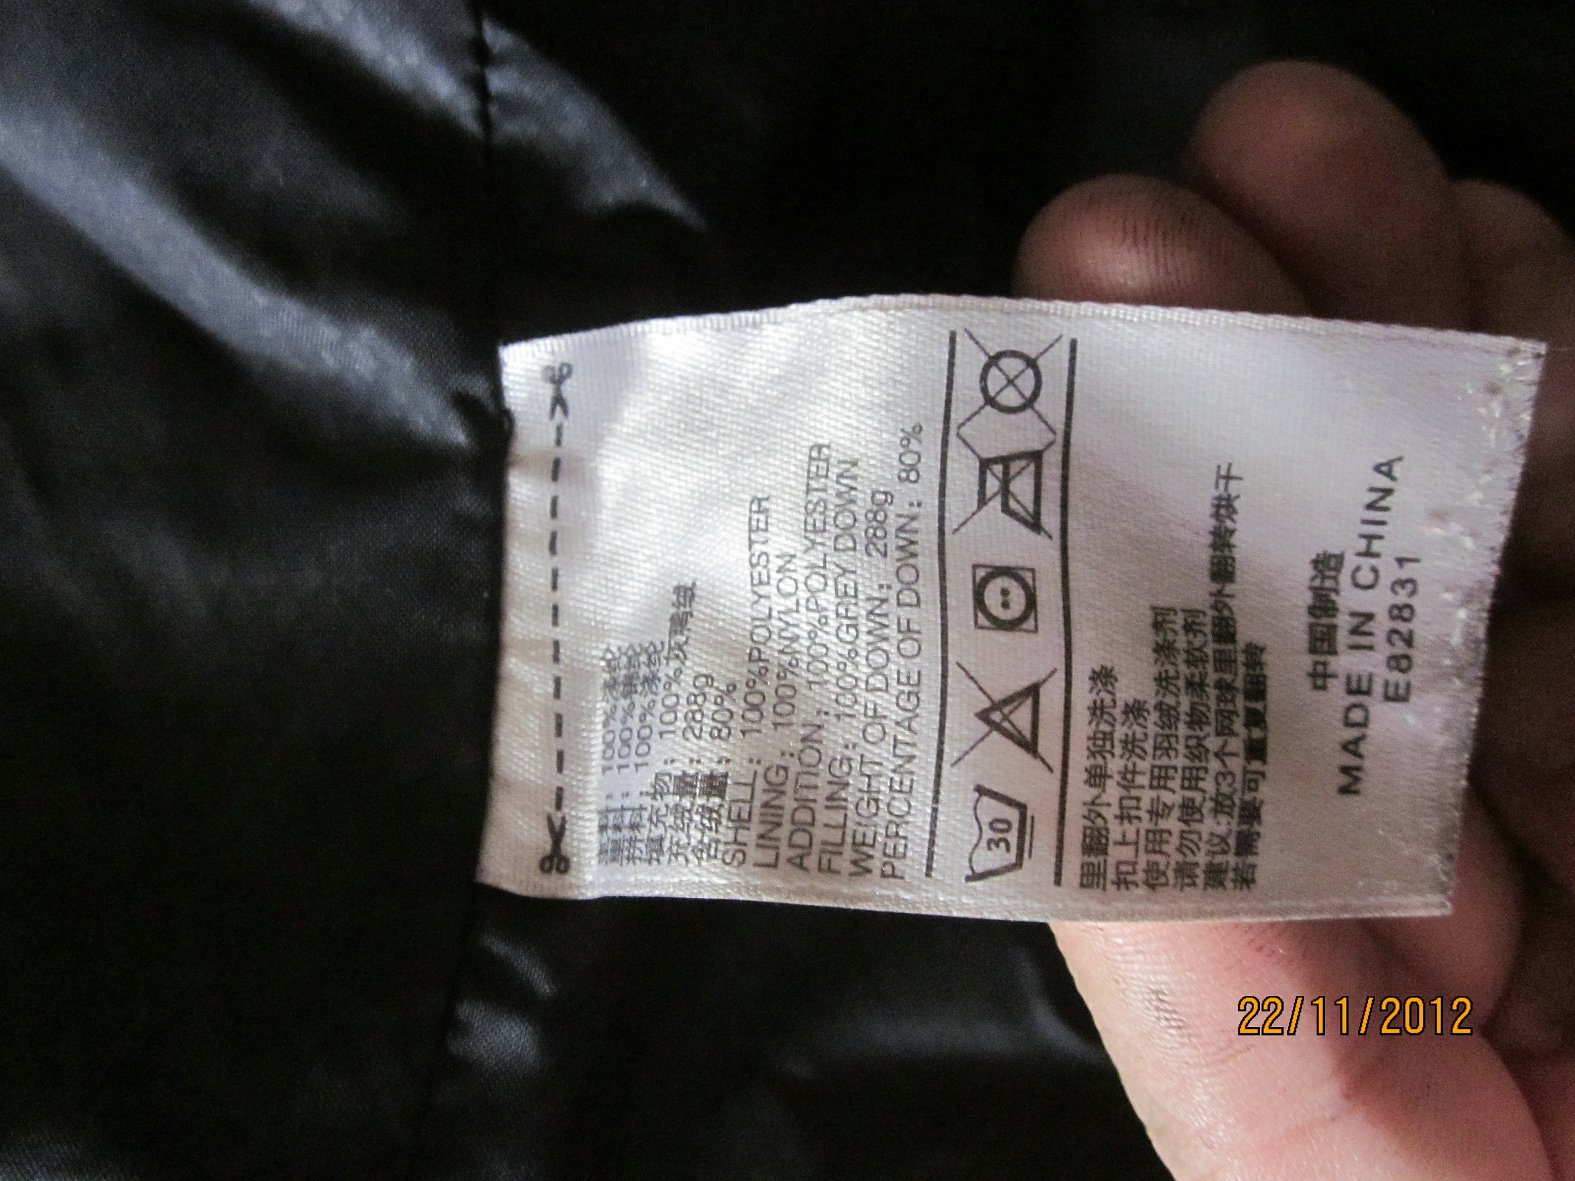 面料: 100%涤纶
里料: 100%锦纶
拼料: 100%涤纶
填充物: 100%灰鸭绒
充绒量: 288g
含绒量: 80%
SHELL: 100%POLYESTER
LINING: 100%NYLON
ADDITION: 100%POLYESTER
FILLING: 100%GREY DOWN
WEIGHT OF DOWN: 288g
PERCENTAGE OF DOWN: 80%
30
里翻外单独洗涤
扣上扣件洗涤
使用专用羽绒洗涤剂
请勿使用织物柔软剂
建议放3个网球里翻外翻转烘干
若需要可重复翻转
中国制造
MADE IN CHINA
E82831
22/11/2012